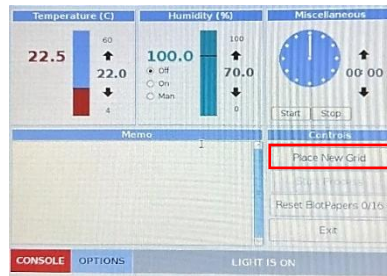 Temperature (C)
Humidity (%)
Miscellaneous
22.5
60
22.0
4
100.0
Off
On
Man.
100
70.0
0
00:00
Start
Stop
Memo
Controls
Place New Grid
Reset BlotPapers 0/16
Exit
CONSOLE
OPTIONS
LIGHT IS ON